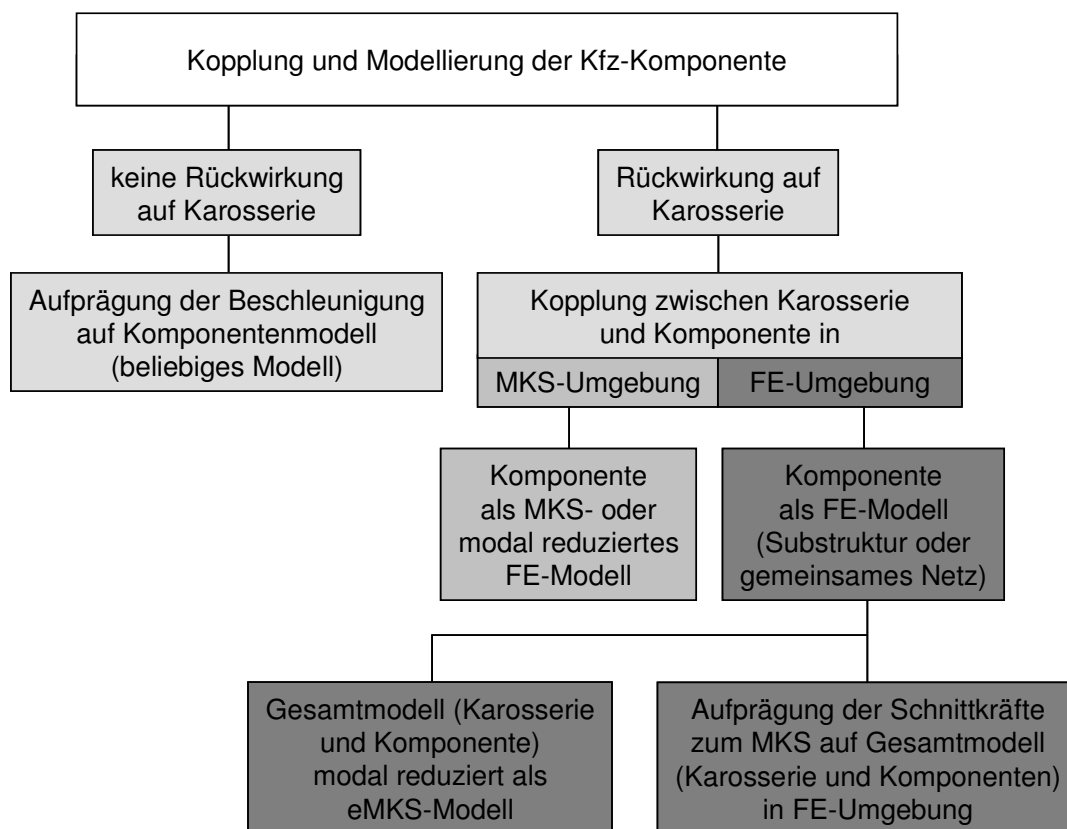 Kopplung und Modellierung der Kfz-Komponente
keine Rückwirkung
auf Karosserie
Rückwirkung auf
Karosserie
Aufprägung der Beschleunigung
auf Komponentenmodell
(beliebiges Modell)
Kopplung zwischen Karosserie
und Komponente in
MKS-Umgebung
FE-Umgebung
Komponente
als MKS- oder
modal reduziertes
FE-Modell
Komponente
als FE-Modell
(Substruktur oder
gemeinsames Netz)
Gesamtmodell (Karosserie
und Komponente)
modal reduziert als
eMKS-Modell
Aufprägung der Schnittkräfte
zum MKS auf Gesamtmodell
(Karosserie und Komponenten)
in FE-Umgebung